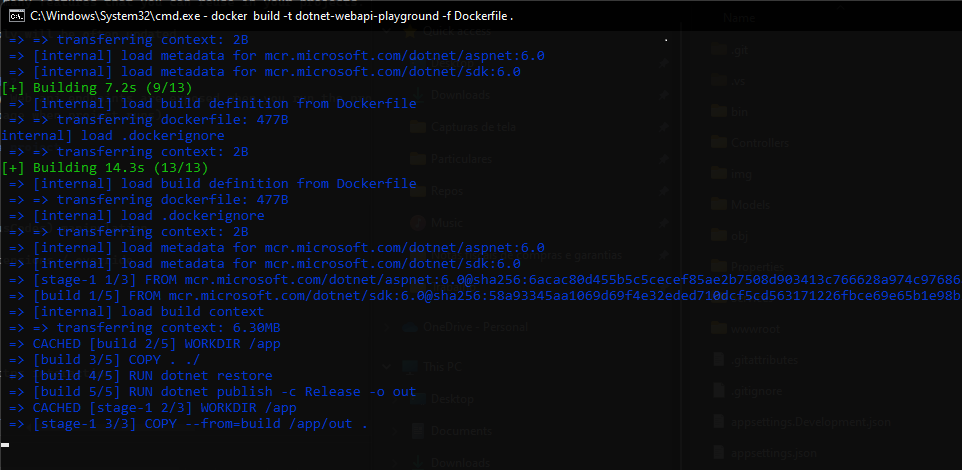 C:\Windows\System32\cmd.exe - docker build -t dotnet-webapi-playground -f Dockerfile .
=> => transferring context: 2B
=> [internal] load metadata for mcr.microsoft.com/dotnet/aspnet:6.0
=> [internal] load metadata for mcr.microsoft.com/dotnet/sdk:6.0
[+] Building 7.2s (9/13)
=> [internal] load build definition from Dockerfile
=> => transferring dockerfile: 477B
internal] load .dockerignore
=> => transferring context: 2B
[+] Building 14.3s (13/13)
=> [internal] load build definition from Dockerfile
=> => transferring dockerfile: 477B
=> [internal] load .dockerignore
=> => transferring context: 2B
=> [internal] load metadata for mcr.microsoft.com/dotnet/aspnet:6.0
=> [internal] load metadata for mcr.microsoft.com/dotnet/sdk:6.0
=> [stage-1 1/3] FROM mcr.microsoft.com/dotnet/aspnet:6.0@sha256:6acac80d455b5c5cecef85ae2b7508d903413c766628a974c97686
=> [build 1/5] FROM mcr.microsoft.com/dotnet/sdk:6.0@sha256:58a93345aa1069d69f4e32eded710dcf5cd563171226fbce69e65b1e98b
=> [internal] load build context
=> => transferring context: 6.30MB
=> CACHED [build 2/5] WORKDIR /app
=> [build 3/5] COPY . ./
=> [build 4/5] RUN dotnet restore
=> [build 5/5] RUN dotnet publish -c Release -o out
=> CACHED [stage-1 2/3] WORKDIR /app
=> [stage-1 3/3] COPY --from=build /app/out .
Quick access
Downloads
Capturas de tela
Particulares
Repos
Music
compras e garantias
OneDrive - Personal
This PC
Desktop
Documents
Downloads
Name
.git
.vs
bin
Controllers
img
Models
obj
Properties
wwwroot
.gitattributes
.gitignore
appsettings.Development.json
appsettings.json